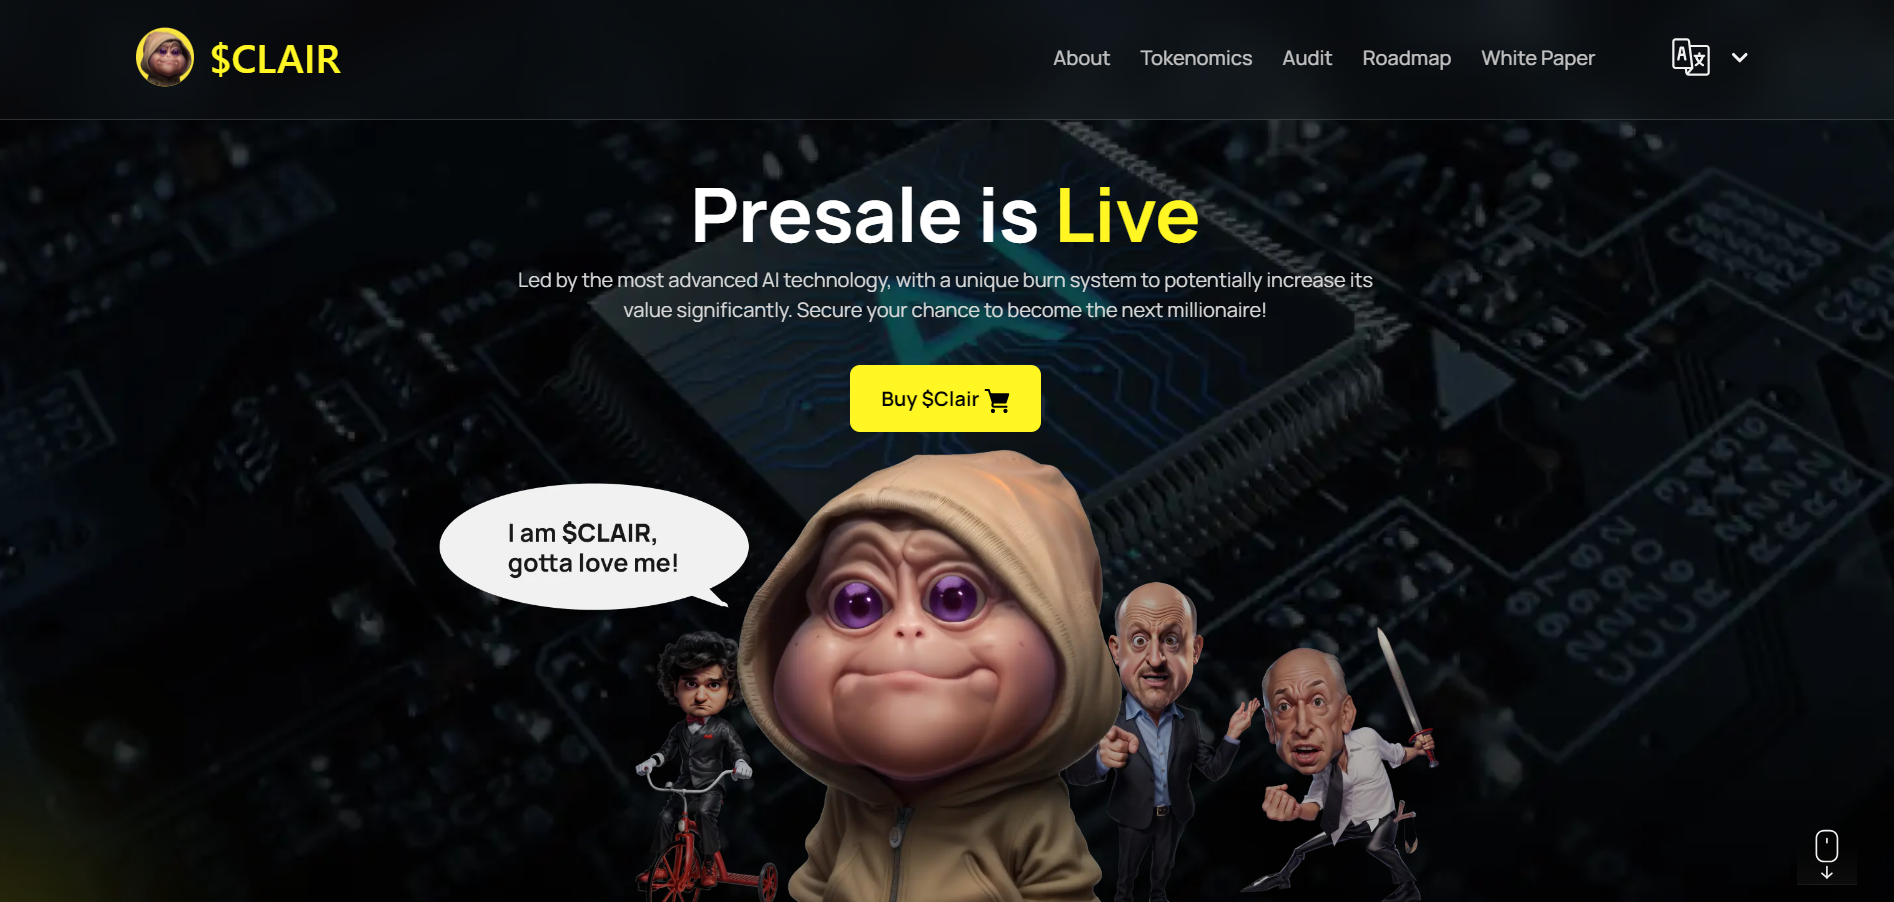 $CLAIR
About
Tokenomics
Audit
Roadmap
White Paper
Presale is Live
Led by the most advanced AI technology, with a unique burn system to potentially increase its
value significantly. Secure your chance to become the next millionaire!
Buy $Clair
I am $CLAIR,
gotta love me!